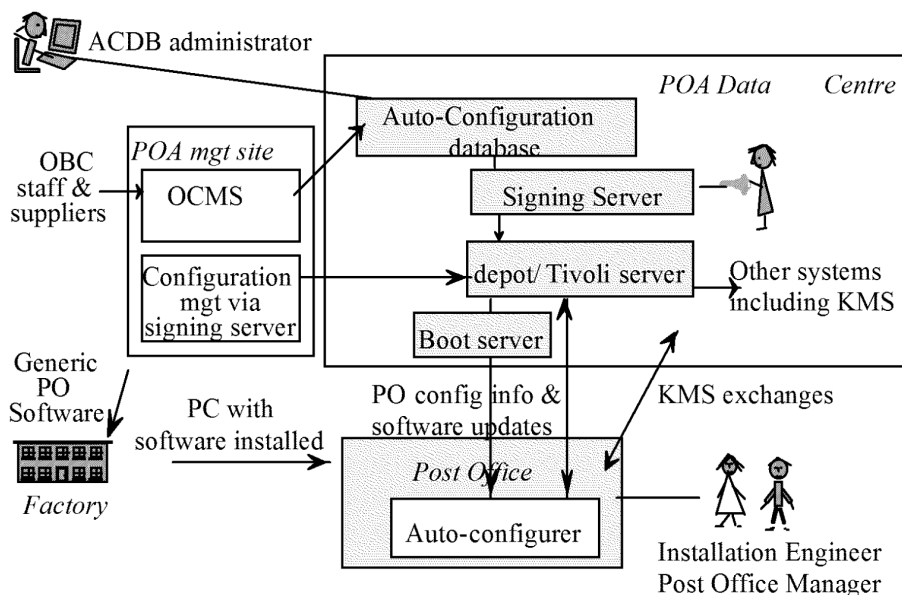 ACDB administrator
POA Data Centre
Auto-Configuration
database
POA mgt site
OBC
staff &
suppliers
OCMS
Signing Server
Configuration
mgt via
signing server
depot/ Tivoli server
Other systems
including KMS
Boot server
Generic
PO
Software
PC with
software installed
PO config info &
software updates
KMS exchanges
Factory
Post Office
Auto-configurer
Installation Engineer
Post Office Manager